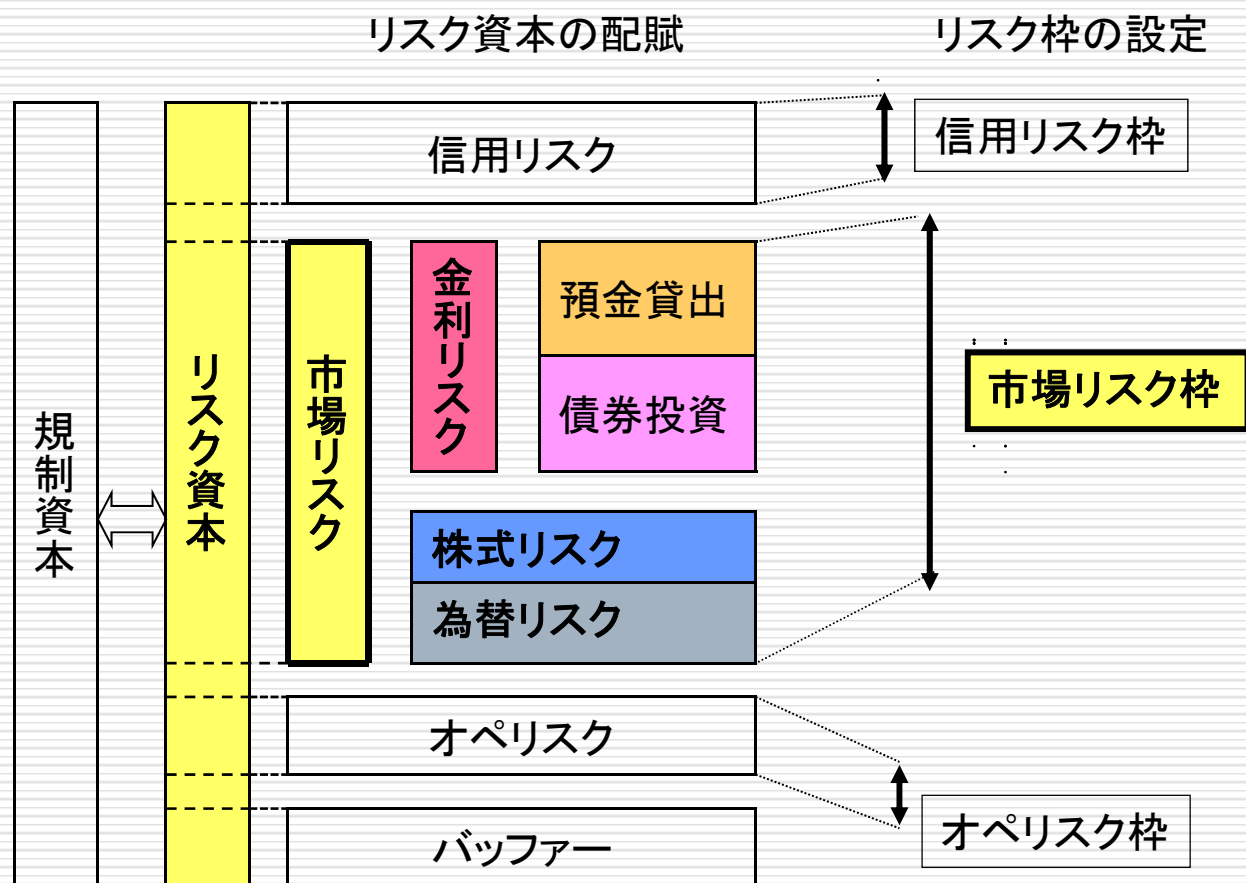 リスク資本の配賦
リスク枠の設定
信用リスク
信用リスク枠
規制資本
リスク資本
市場リスク
金利リスク
預金貸出
債券投資
市場リスク枠
株式リスク
為替リスク
オペリスク
オペリスク枠
バッファー